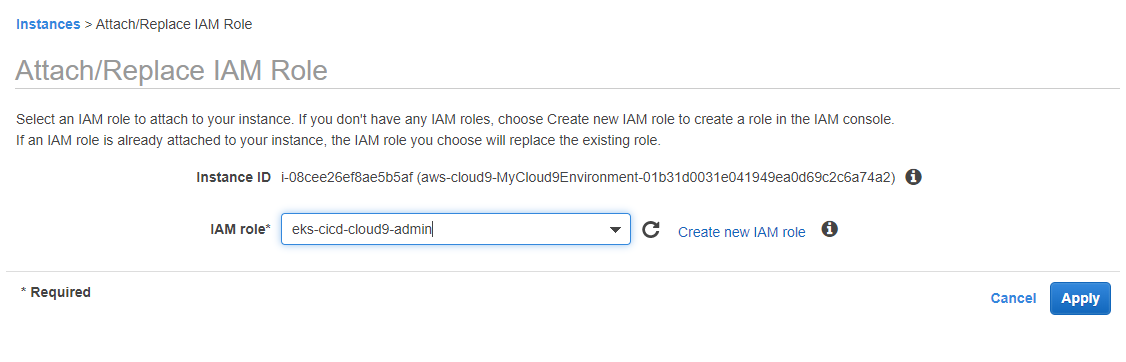 Instances > Attach/Replace IAM Role
Attach/Replace IAM Role
Select an IAM role to attach to your instance. If you don't have any IAM roles, choose Create new IAM role to create a role in the IAM console.
If an IAM role is already attached to your instance, the IAM role you choose will replace the existing role.
Instance ID i-08cee26ef8ae5b5af (aws-cloud9-MyCloud9Environment-01b31d0031e041949ea0d69c2c6a74a2)
IAM role* eks-cicd-cloud9-admin Create new IAM role
* Required
Cancel Apply